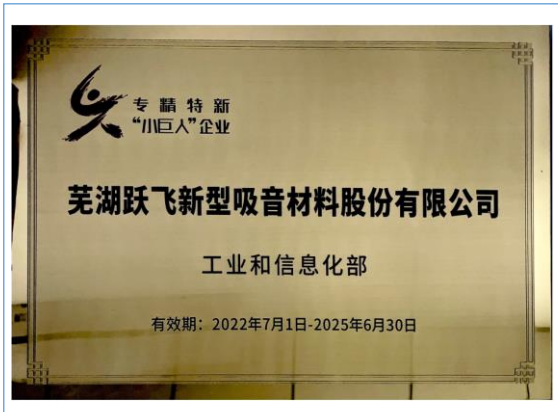 专精特新
“小巨人”企业
芜湖跃飞新型吸音材料股份有限公司
工业和信息化部
有效期：2022年7月1日-2025年6月30日